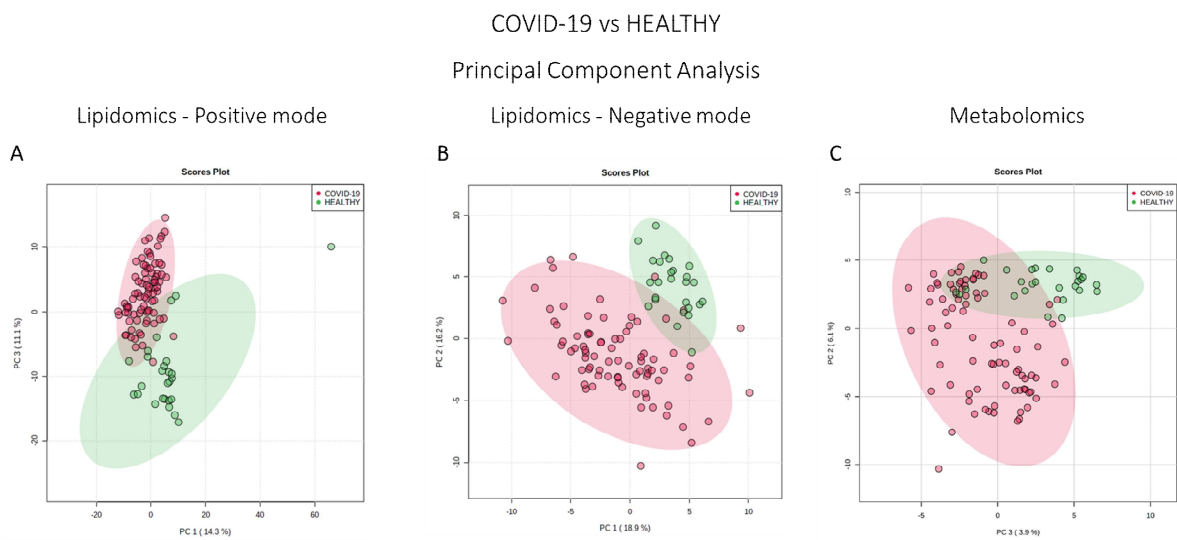 COVID-19 vs HEALTHY
Principal Component Analysis
Lipidomics - Positive mode
Lipidomics - Negative mode
Metabolomics
A
B
C
Scores Plot
COVID-19
HEALTHY
PC 3 ( 11.1 %)
10
0
-10
-20
-20
0
20
40
60
PC 1 ( 14.3 %)
Scores Plot
COVID-19
HEALTHY
PC 2 ( 16.2 %)
10
5
0
-5
-10
-10
-5
0
5
10
PC 1 ( 18.9 %)
Scores Plot
COVID-19
HEALTHY
PC 2 ( 6.1 %)
10
5
0
-5
-10
-5
0
5
10
PC 3 ( 3.9 %)